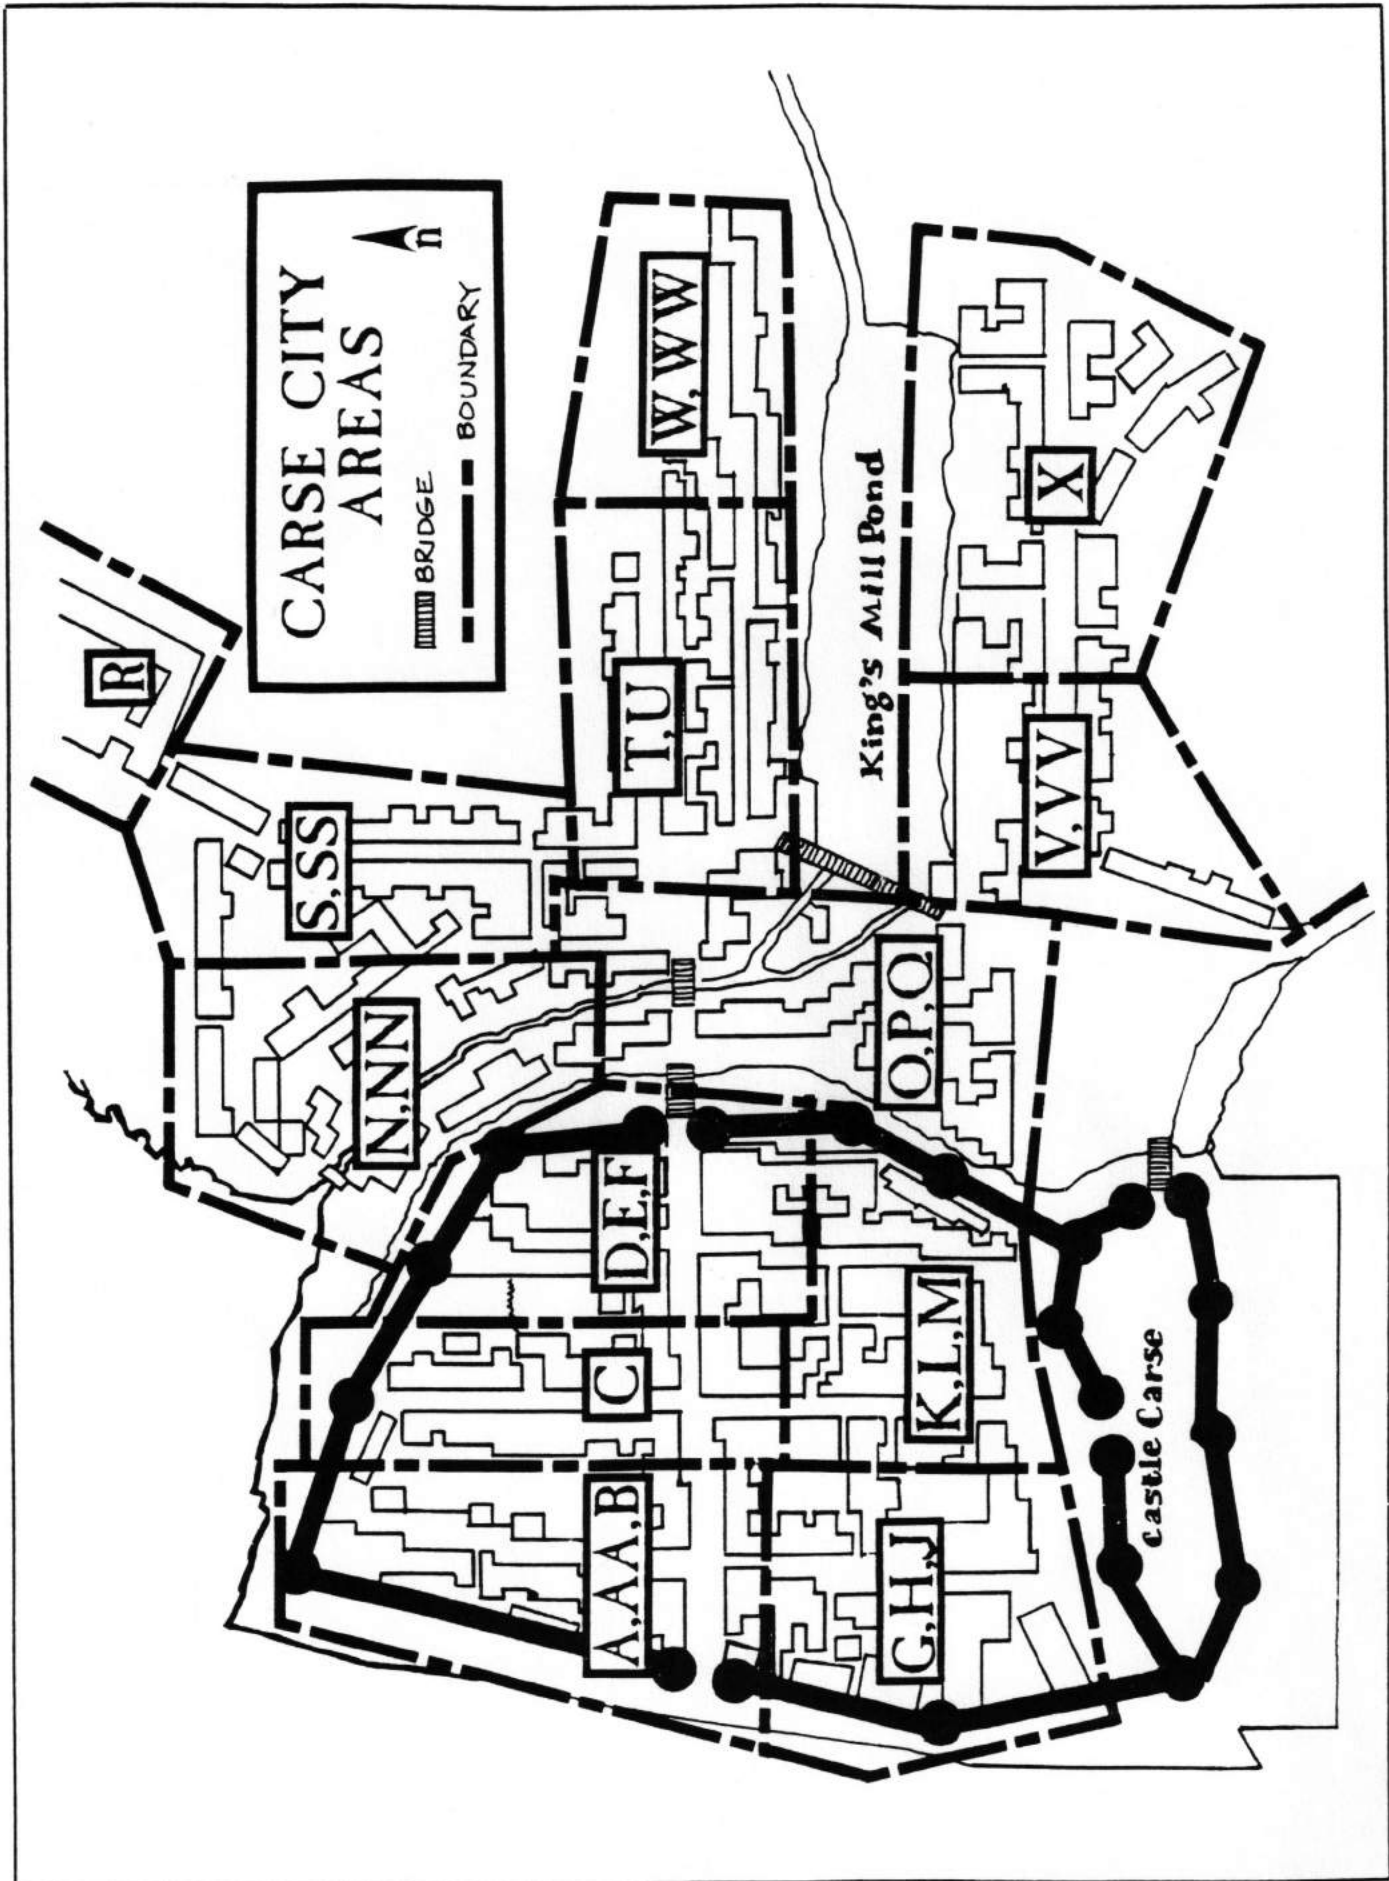 CARSE CITY
AREAS
n
BRIDGE
BOUNDARY
R
S,SS
N,NN
T,U
W,WW
D,E,F
C
A,AA,B
O,P,Q
King's Mill Pond
K,L,M
G,H,J
V,VV
X
Castle Carse